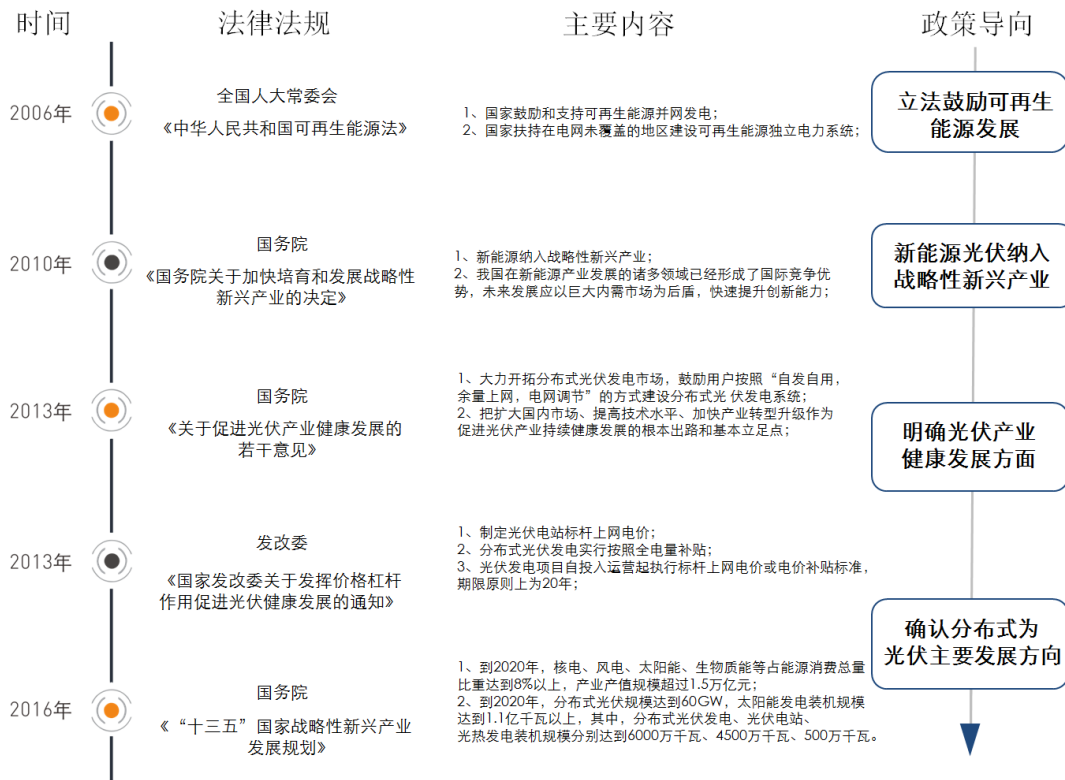 时间
法律法规
主要内容
政策导向
2006年
全国人大常委会
《中华人民共和国可再生能源法》
1、国家鼓励和支持可再生能源并网发电；
2、国家扶持在电网未覆盖的地区建设可再生能源独立电力系统；
立法鼓励可再生
能源发展
2010年
国务院
《国务院关于加快培育和发展战略性
新兴产业的决定》
1、新能源纳入战略性新兴产业；
2、我国在新能源产业发展的诸多领域已经形成了国际竞争优
势，未来发展应以巨大内需市场为后盾，快速提升创新能力；
新能源光伏纳入
战略性新兴产业
2013年
国务院
《关于促进光伏产业健康发展的
若干意见》
1、大力开拓分布式光伏发电市场，鼓励用户按照“自发自用，
余量上网，电网调节”的方式建设分布式光 伏发电系统；
2、把扩大国内市场、提高技术水平、加快产业转型升级作为
促进光伏产业持续健康发展的根本出路和基本立足点；
明确光伏产业
健康发展方面
2013年
发改委
《国家发改委关于发挥价格杠杆
作用促进光伏健康发展的通知》
1、制定光伏电站标杆上网电价；
2、分布式光伏发电实行按照全电量补贴；
3、光伏发电项目自投入运营起执行标杆上网电价或电价补贴标准，
期限原则上为20年；
确认分布式为
光伏主要发展方向
2016年
国务院
《“十三五”国家战略性新兴产业
发展规划》
1、到2020年，核电、风电、太阳能、生物质能等占能源消费总量
比重达到8%以上，产业产值规模超过1.5万亿元；
2、到2020年，分布式光伏规模达到60GW，太阳能发电装机规模
达到1.1亿千瓦以上，其中，分布式光伏发电、光伏电站、
光热发电装机规模分别达到6000万千瓦、4500万千瓦、500万千瓦。